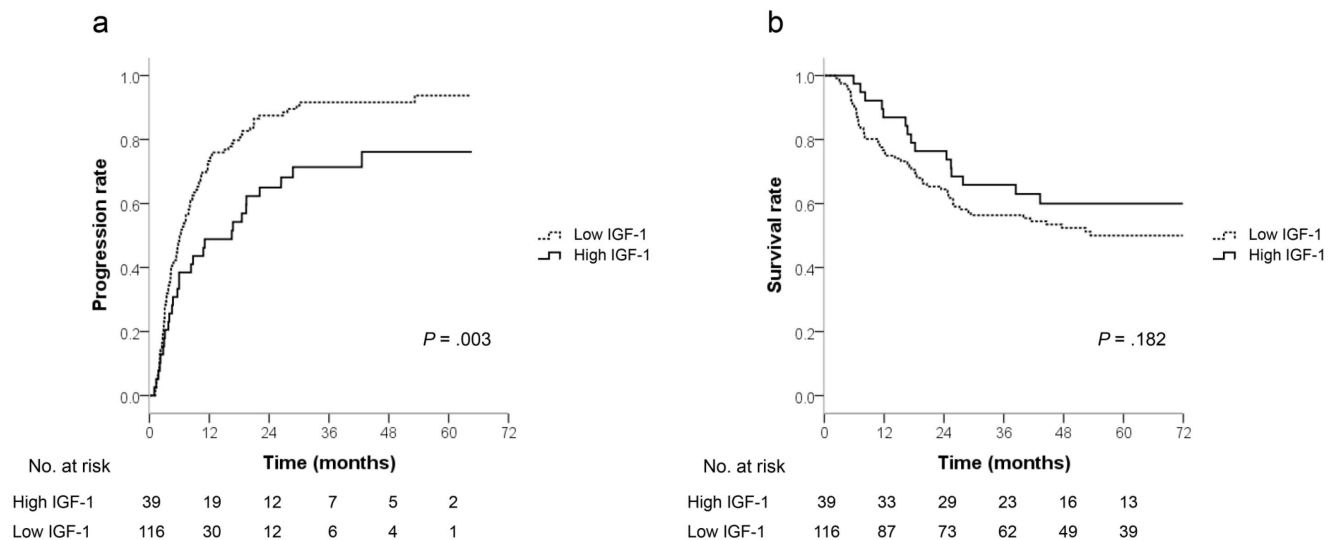 a
Progression rate
1.0
0.8
0.6
0.4
0.2
0.0
0 12 24 36 48 60 72
Time (months)
Low IGF-1
High IGF-1
P = .003
No. at risk
High IGF-1 39 19 12 7 5 2
Low IGF-1 116 30 12 6 4 1
b
Survival rate
1.0
0.8
0.6
0.4
0.2
0.0
0 12 24 36 48 60 72
Time (months)
Low IGF-1
High IGF-1
P = .182
No. at risk
High IGF-1 39 33 29 23 16 13
Low IGF-1 116 87 73 62 49 39